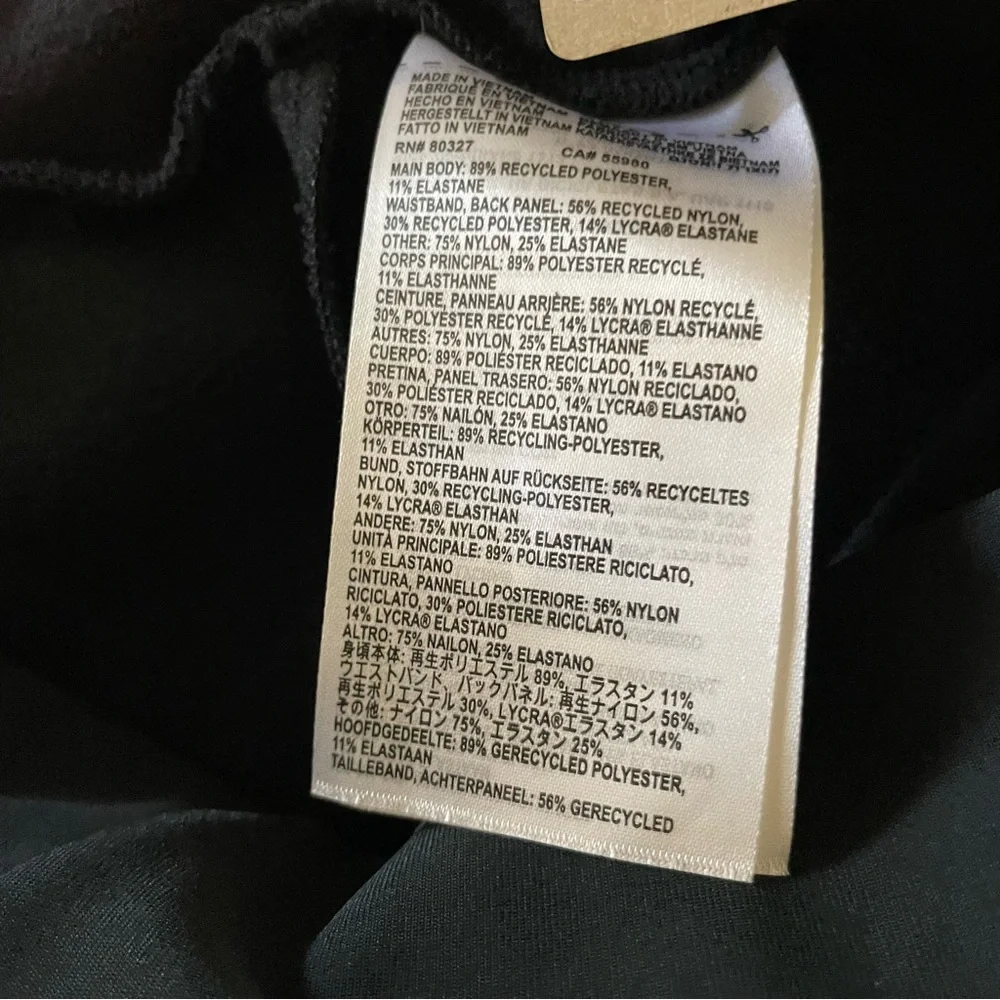 MADE IN VIETNAM
FABRIQUÉ EN VIETNAM
HECHO EN VIETNAM
HERGESTELLT IN VIETNAM
FATTO IN VIETNAM
RN# 80327 CA# 55980
MAIN BODY: 89% RECYCLED POLYESTER,
11% ELASTANE
WAISTBAND, BACK PANEL: 56% RECYCLED NYLON,
30% RECYCLED POLYESTER, 14% LYCRA® ELASTANE
OTHER: 75% NYLON, 25% ELASTANE
CORPS PRINCIPAL: 89% POLYESTER RECYCLÉ,
11% ELASTHANNE
CEINTURE, PANNEAU ARRIÈRE: 56% NYLON RECYCLÉ,
30% POLYESTER RECYCLÉ, 14% LYCRA® ELASTHANNE
AUTRES: 75% NYLON, 25% ELASTHANNE
CUERPO: 89% POLIÉSTER RECICLADO, 11% ELASTANO
PRETINA, PANEL TRASERO: 56% NYLON RECICLADO,
30% POLIÉSTER RECICLADO, 14% LYCRA® ELASTANO
OTRO: 75% NAILÓN, 25% ELASTANO
KÖRPERTEIL: 89% RECYCLING-POLYESTER,
11% ELASTHAN
BUND, STOFFBAHN AUF RÜCKSEITE: 56% RECYCELTES
NYLON, 30% RECYCLING-POLYESTER,
14% LYCRA® ELASTHAN
ANDERE: 75% NYLON, 25% ELASTHAN
UNITÀ PRINCIPALE: 89% POLIESTERE RICICLATO,
11% ELASTANO
CINTURA, PANNELLO POSTERIORE: 56% NYLON
RICICLATO, 30% POLIESTERE RICICLATO,
14% LYCRA® ELASTANO
ALTRO: 75% NAILON, 25% ELASTANO
身頃本体: 再生ポリエステル 89%, エラスタン 11%
ウエストバンド, バックパネル: 再生ナイロン 56%,
再生ポリエステル 30%, LYCRA®エラスタン 14%
その他: ナイロン 75%, エラスタン 25%
HOOFDGEDEELTE: 89% GERECYCLED POLYESTER,
11% ELASTAAN
TAILLEBAND, ACHTERPANEEL: 56% GERECYCLED